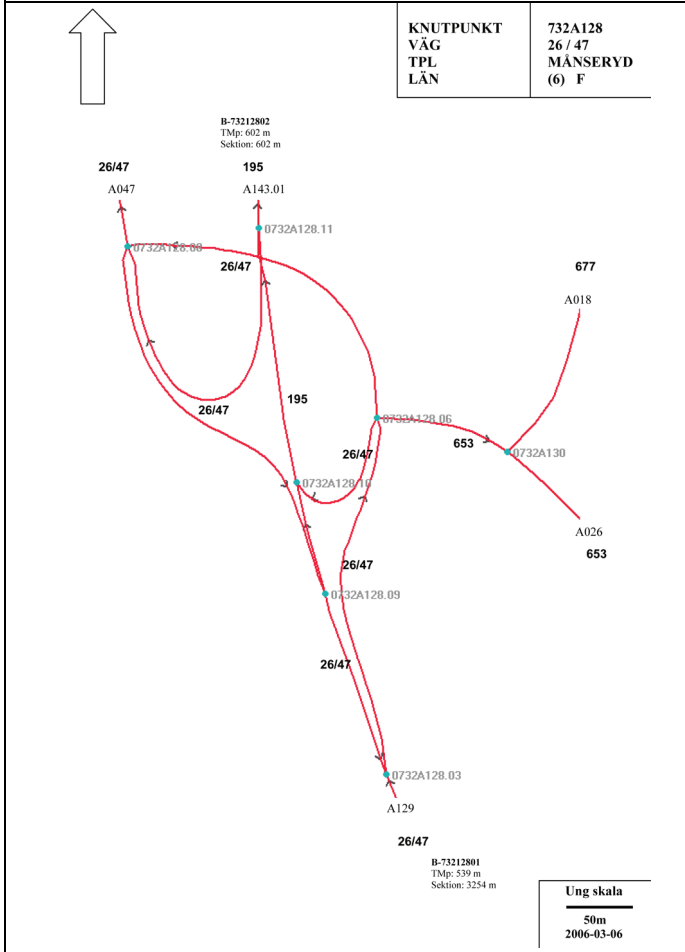 KNUTPUNKT 732A128
VÄG 26 / 47
TPL MÅNSERYD
LÄN (6) F
B-73212802
TMp: 602 m
Sektion: 602 m
26/47
195
A047
A143.01
0732A128.11
0732A128.08
26/47
677
A018
26/47
195
0732A128.06
653
26/47
0732A130
0732A128.10
A026
653
26/47
0732A128.09
26/47
0732A128.03
A129
26/47
B-73212801
TMp: 539 m
Sektion: 3254 m
Ung skala
50m
2006-03-06